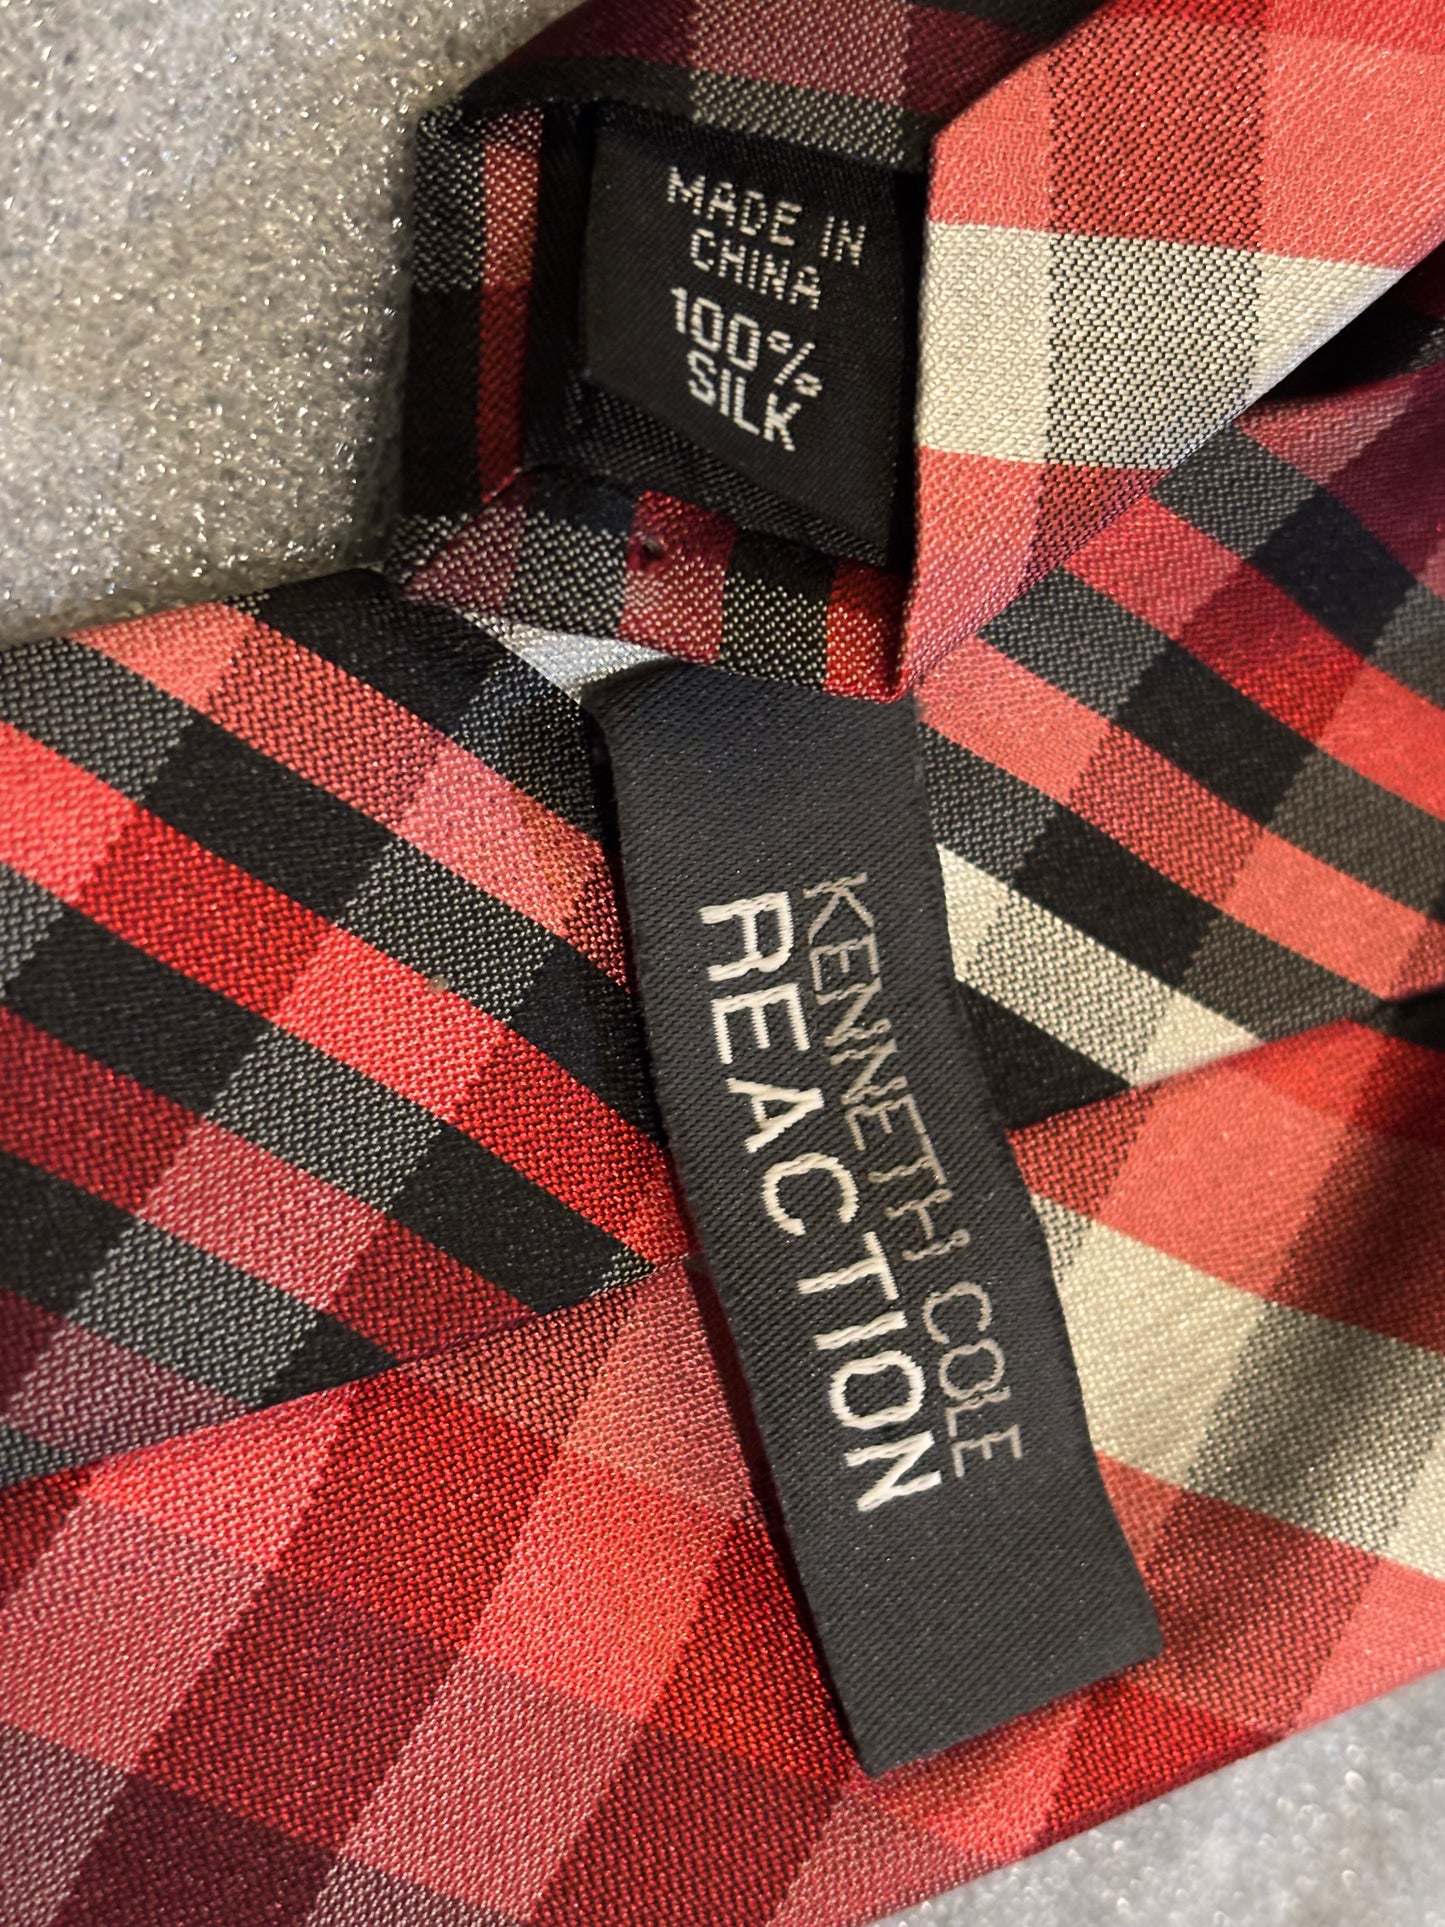 MADE IN
CHINA
100%
SILK
KENNETH COLE
REACTION